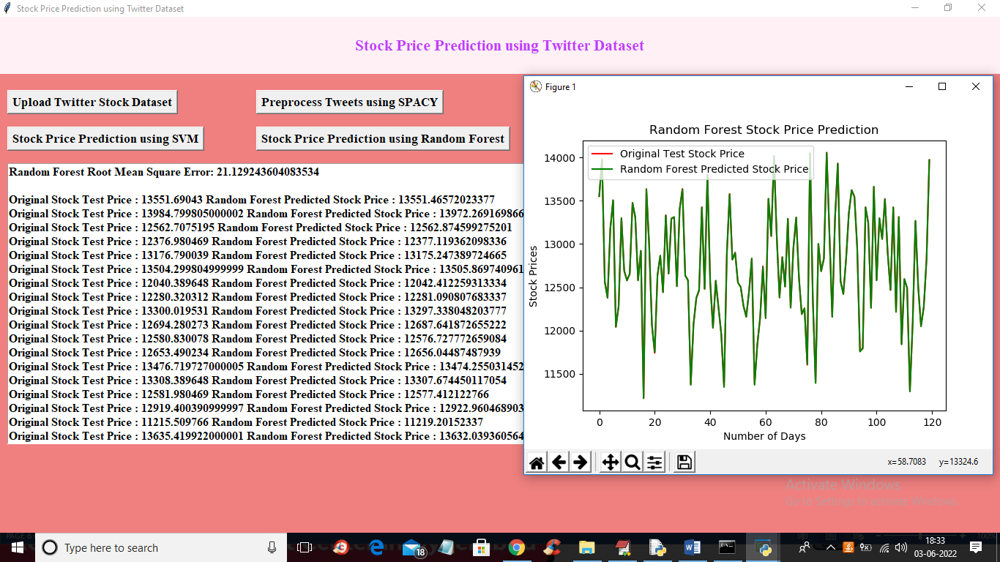 Stock Price Prediction using Twitter Dataset
Stock Price Prediction using Twitter Dataset
Upload Twitter Stock Dataset
Preprocess Tweets using SPACY
Stock Price Prediction using SVM
Stock Price Prediction using Random Forest
Random Forest Root Mean Square Error: 21.129243604083534
Original Stock Test Price : 13551.69043 Random Forest Predicted Stock Price : 13551.46572023377
Original Stock Test Price : 13984.799805000002 Random Forest Predicted Stock Price : 13972.269169866
Original Stock Test Price : 12562.7075195 Random Forest Predicted Stock Price : 12562.874599275201
Original Stock Test Price : 12376.980469 Random Forest Predicted Stock Price : 12377.119362098336
Original Stock Test Price : 13176.790039 Random Forest Predicted Stock Price : 13175.247389724665
Original Stock Test Price : 13504.299804999999 Random Forest Predicted Stock Price : 13505.869740961
Original Stock Test Price : 12040.389648 Random Forest Predicted Stock Price : 12042.412259313334
Original Stock Test Price : 12280.320312 Random Forest Predicted Stock Price : 12281.090807683337
Original Stock Test Price : 13300.019531 Random Forest Predicted Stock Price : 13297.338048203777
Original Stock Test Price : 12694.280273 Random Forest Predicted Stock Price : 12687.641872655222
Original Stock Test Price : 12580.830078 Random Forest Predicted Stock Price : 12576.727772659084
Original Stock Test Price : 12653.490234 Random Forest Predicted Stock Price : 12656.04487487939
Original Stock Test Price : 13476.719727000005 Random Forest Predicted Stock Price : 13474.255031452
Original Stock Test Price : 13308.389648 Random Forest Predicted Stock Price : 13307.674450117054
Original Stock Test Price : 12581.980469 Random Forest Predicted Stock Price : 12577.412122766
Original Stock Test Price : 12919.400390999997 Random Forest Predicted Stock Price : 12922.960468903
Original Stock Test Price : 11215.509766 Random Forest Predicted Stock Price : 11219.20152337
Original Stock Test Price : 13635.419922000001 Random Forest Predicted Stock Price : 13632.039360564
Figure 1
Random Forest Stock Price Prediction
Original Test Stock Price
Random Forest Predicted Stock Price
Stock Prices
14000
13500
13000
12500
12000
11500
0 20 40 60 80 100 120
Number of Days
x=58.7083 y=13324.6
Activate Windows
Go to Settings to activate Windows.
PAGE 6
100%
Type here to search
18
18:33
03-06-2022